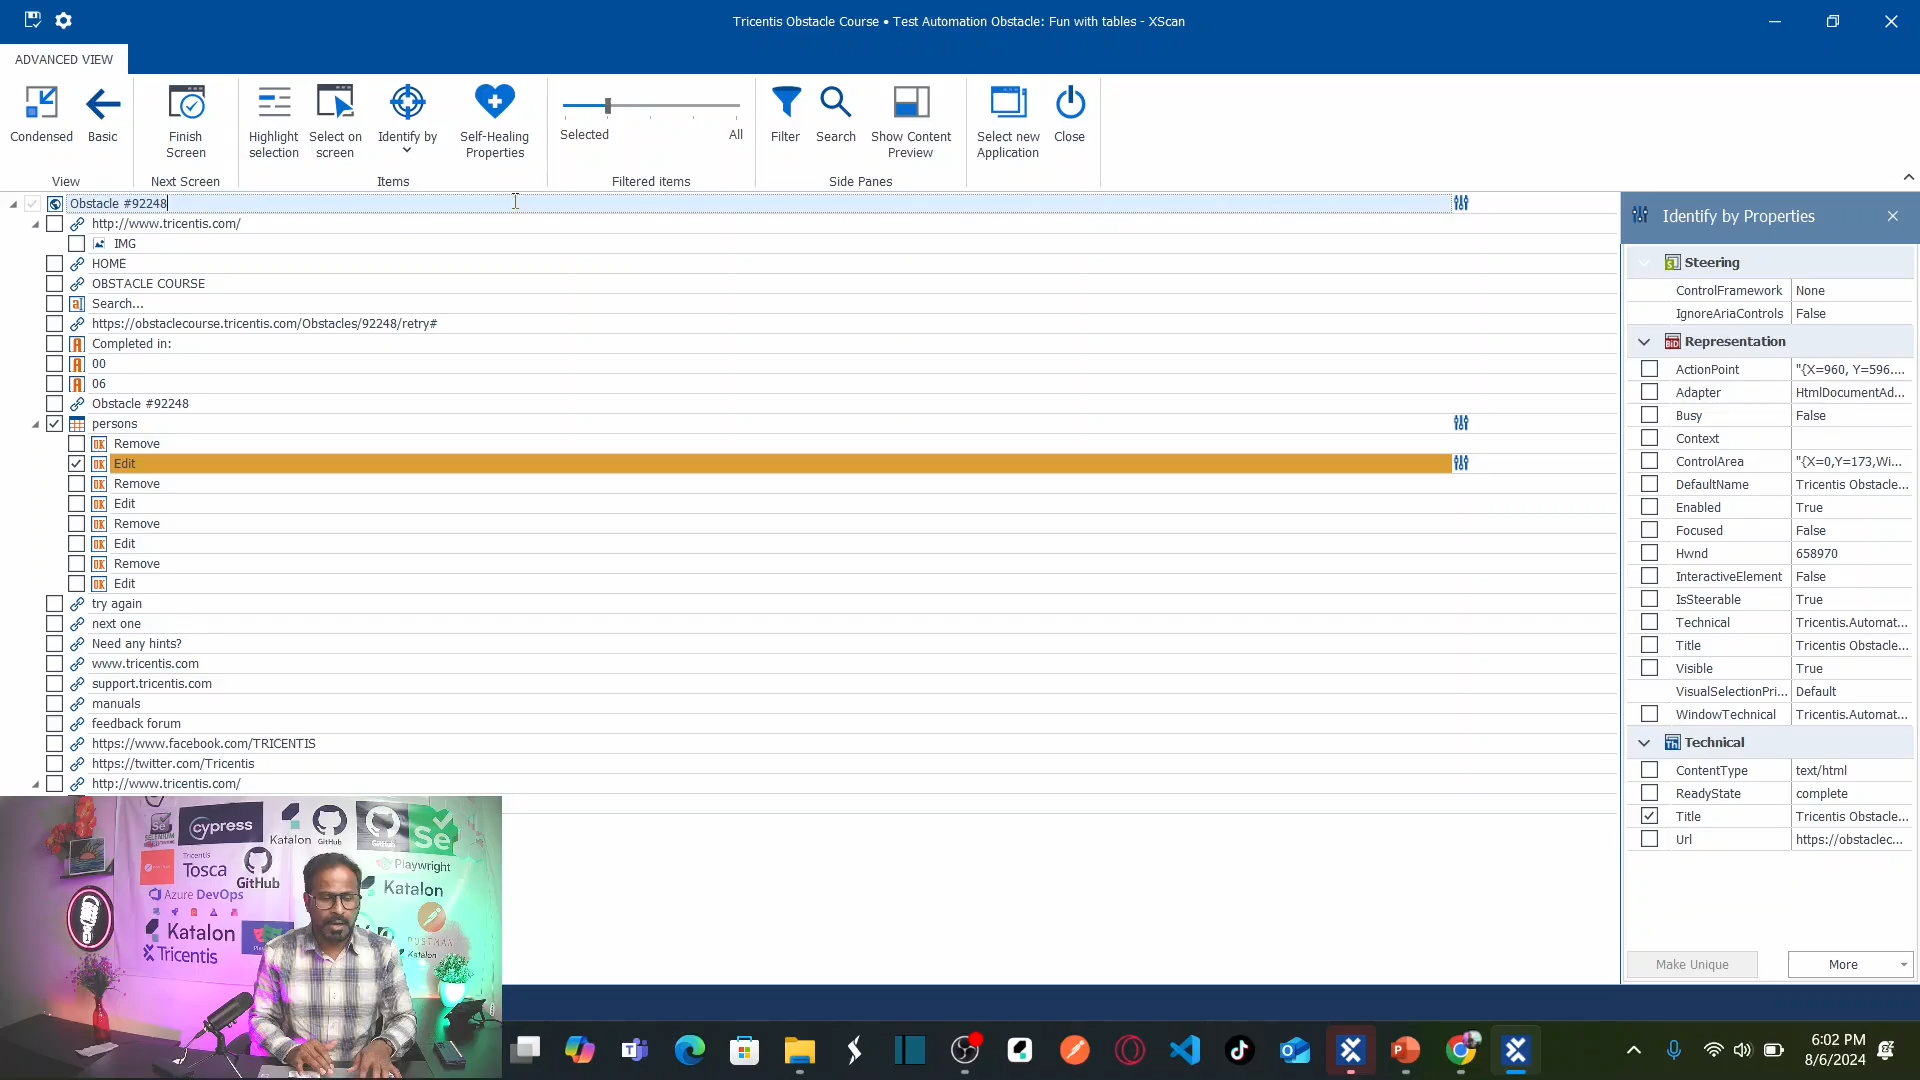 Tricentis Obstacle Course • Test Automation Obstacle: Fun with tables - XScan
ADVANCED VIEW
Condensed
Basic
View
Finish Screen
Next Screen
Highlight selection
Select on screen
Identify by
Self-Healing Properties
Items
Selected
All
Filtered items
Filter
Search
Show Content Preview
Side Panes
Select new Application
Close
Obstacle #92248
http://www.tricentis.com/
IMG
HOME
OBSTACLE COURSE
Search...
https://obstaclecourse.tricentis.com/Obstacles/92248/retry#
Completed in:
00
06
Obstacle #92248
persons
Remove
Edit
Remove
Edit
Remove
Edit
Remove
Edit
try again
next one
Need any hints?
www.tricentis.com
support.tricentis.com
manuals
feedback forum
https://www.facebook.com/TRICENTIS
https://twitter.com/Tricentis
http://www.tricentis.com/
Identify by Properties
Steering
ControlFramework None
IgnoreAriaControls False
Representation
ActionPoint "{X=960, Y=596....
Adapter HtmlDocumentAd...
Busy False
Context
ControlArea "{X=0,Y=173,Wi...
DefaultName Tricentis Obstacle...
Enabled True
Focused False
Hwnd 658970
InteractiveElement False
IsSteerable True
Technical Tricentis.Automat...
Title Tricentis Obstacle...
Visible True
VisualSelectionPri... Default
WindowTechnical Tricentis.Automat...
Technical
ContentType text/html
ReadyState complete
Title Tricentis Obstacle...
Url https://obstaclec...
Make Unique
More
cypress
Katalon
GitHub
GitHub
Se
Tricentis
Tosca
GitHub
Playwright
Katalon
Azure DevOps
Katalon
Tricentis
POSTMAN
Katalon
6:02 PM
8/6/2024